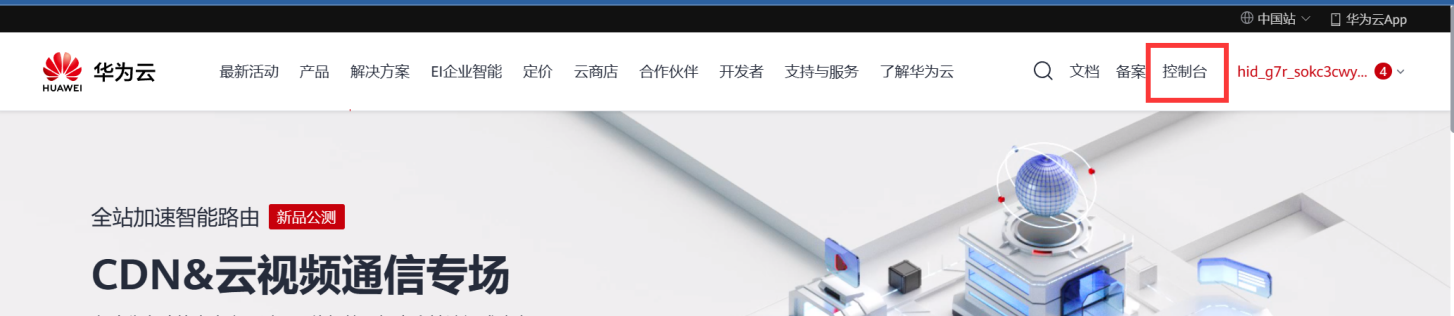 中国站 华为云App
HUAWEI 华为云 最新活动 产品 解决方案 EI企业智能 定价 云商店 合作伙伴 开发者 支持与服务 了解华为云 文档 备案 控制台 hid_g7r_sokc3cwy... 4
全站加速智能路由 新品公测
CDN&云视频通信专场